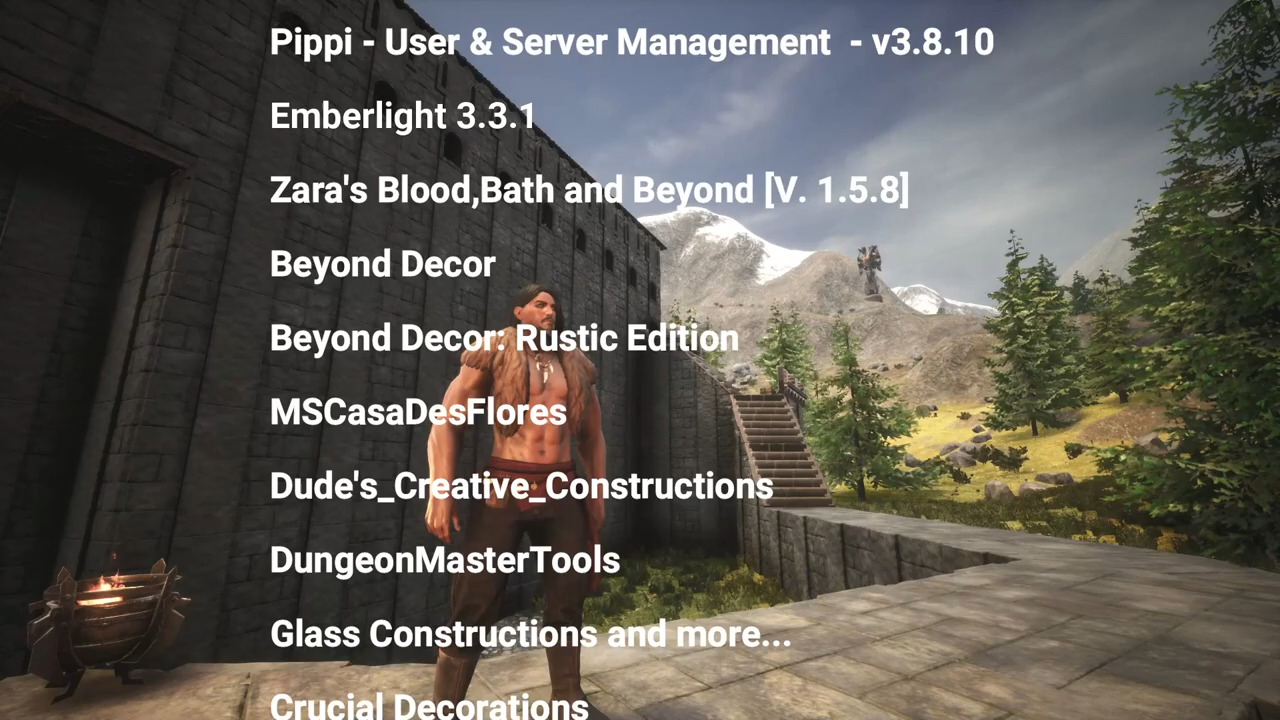 Pippi - User & Server Management - v3.8.10
Emberlight 3.3.1
Zara's Blood,Bath and Beyond [V. 1.5.8]
Beyond Decor
Beyond Decor: Rustic Edition
MSCasaDesFlores
Dude's_Creative_Constructions
DungeonMasterTools
Glass Constructions and more...
Crucial Decorations